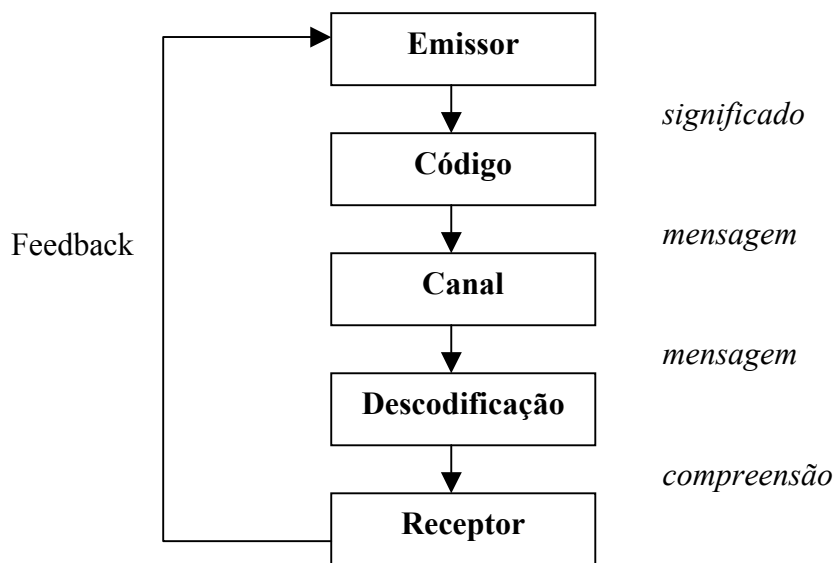 Emissor
significado
Código
mensagem
Feedback
Canal
mensagem
Descodificação
compreensão
Receptor